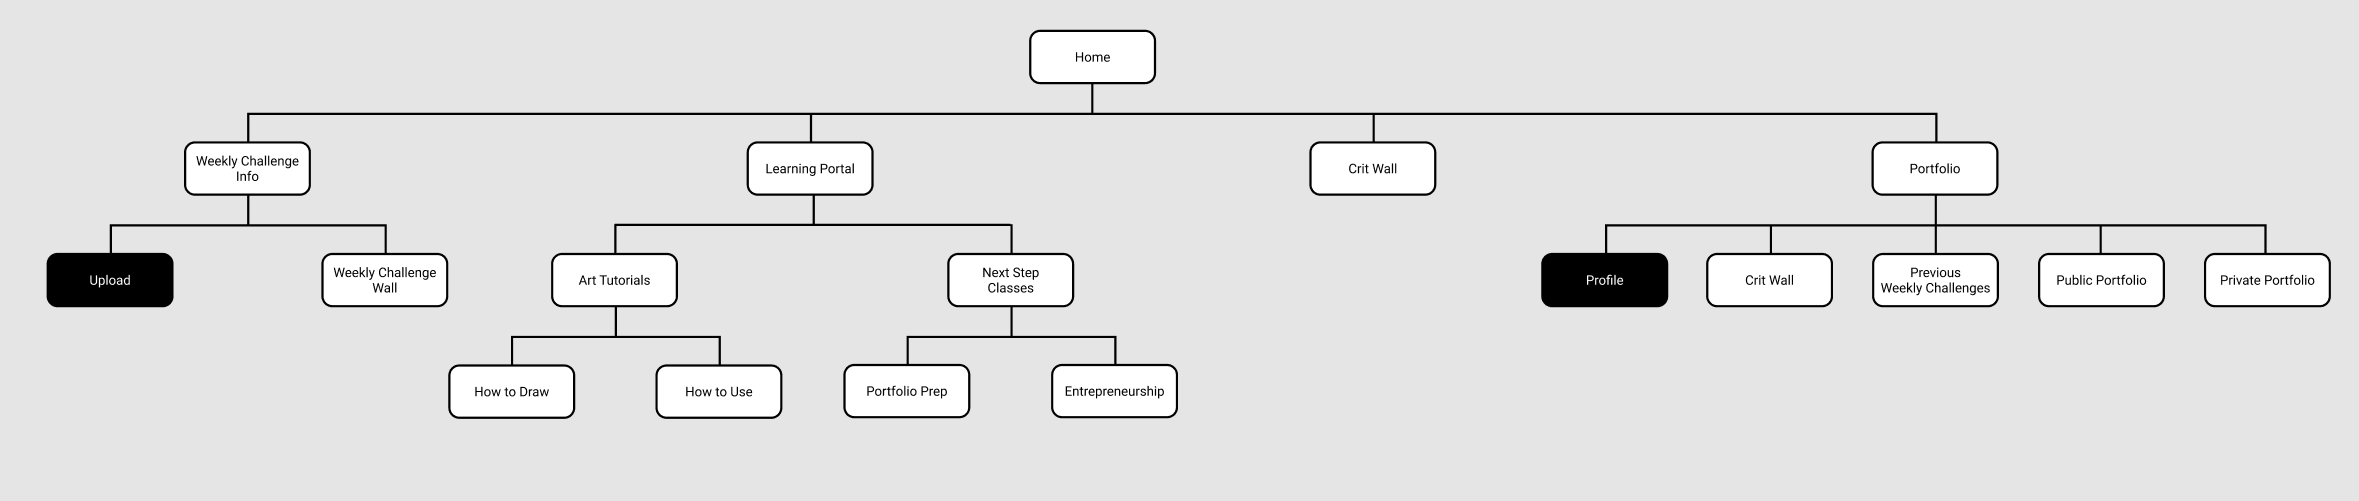 Home
Weekly Challenge
Info
Learning Portal
Crit Wall
Portfolio
Upload
Weekly Challenge
Wall
Art Tutorials
Next Step
Classes
Profile
Crit Wall
Previous
Weekly Challenges
Public Portfolio
Private Portfolio
How to Draw
How to Use
Portfolio Prep
Entrepreneurship